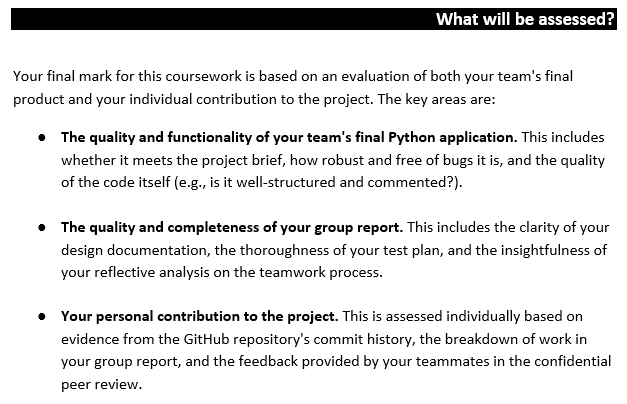 What will be assessed?
Your final mark for this coursework is based on an evaluation of both your team's final
product and your individual contribution to the project. The key areas are:
● The quality and functionality of your team's final Python application. This includes
whether it meets the project brief, how robust and free of bugs it is, and the quality
of the code itself (e.g., is it well-structured and commented?).
● The quality and completeness of your group report. This includes the clarity of your
design documentation, the thoroughness of your test plan, and the insightfulness of
your reflective analysis on the teamwork process.
● Your personal contribution to the project. This is assessed individually based on
evidence from the GitHub repository's commit history, the breakdown of work in
your group report, and the feedback provided by your teammates in the confidential
peer review.